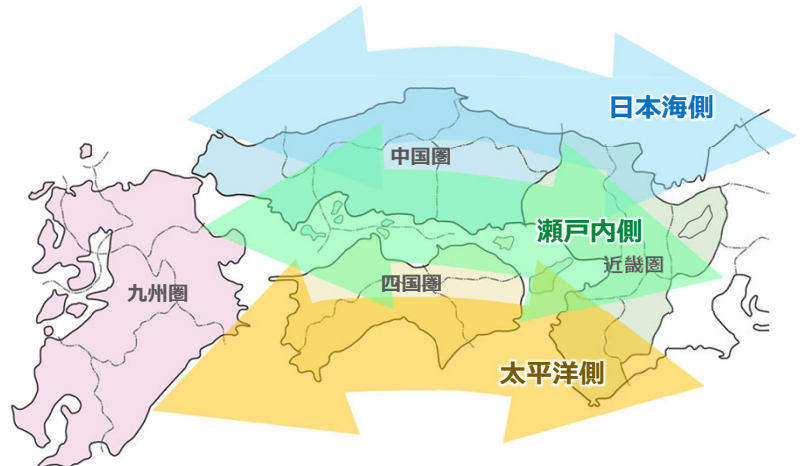 日本海側
中国圏
瀬戸内側
近畿圏
四国圏
九州圏
太平洋側